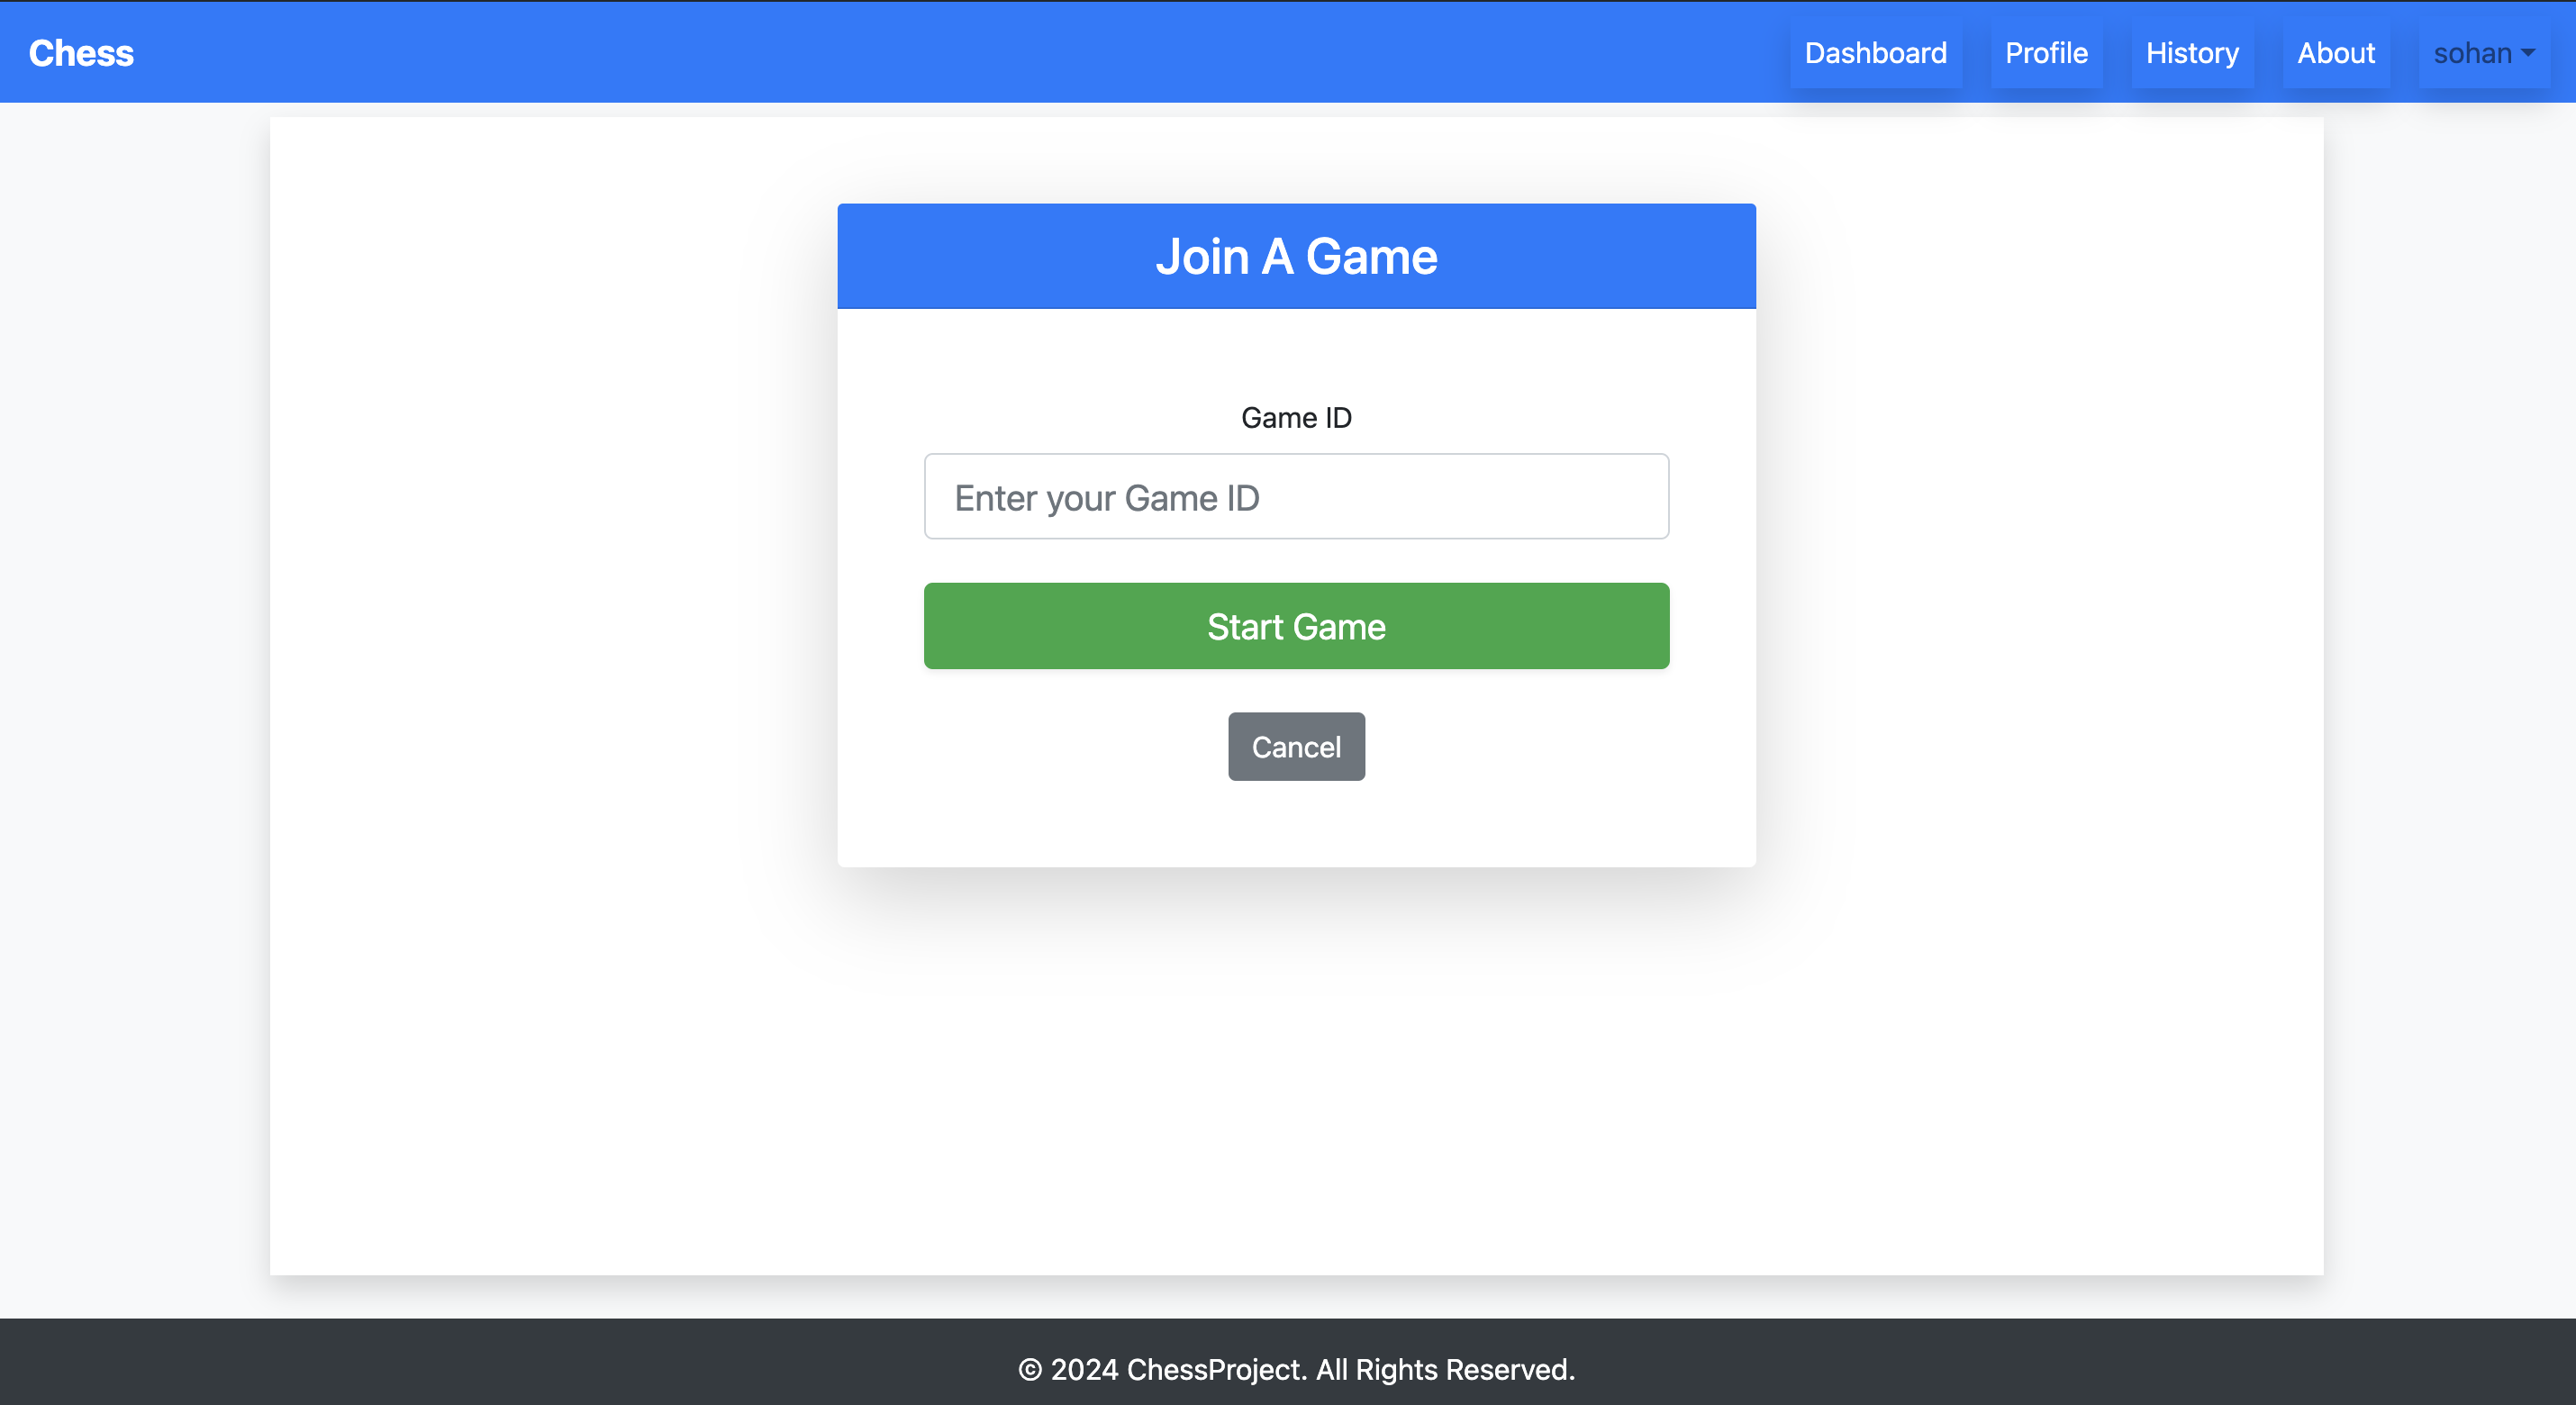 Chess Dashboard Profile History About sohan
Join A Game
Game ID
Enter your Game ID
Start Game
Cancel
© 2024 ChessProject. All Rights Reserved.